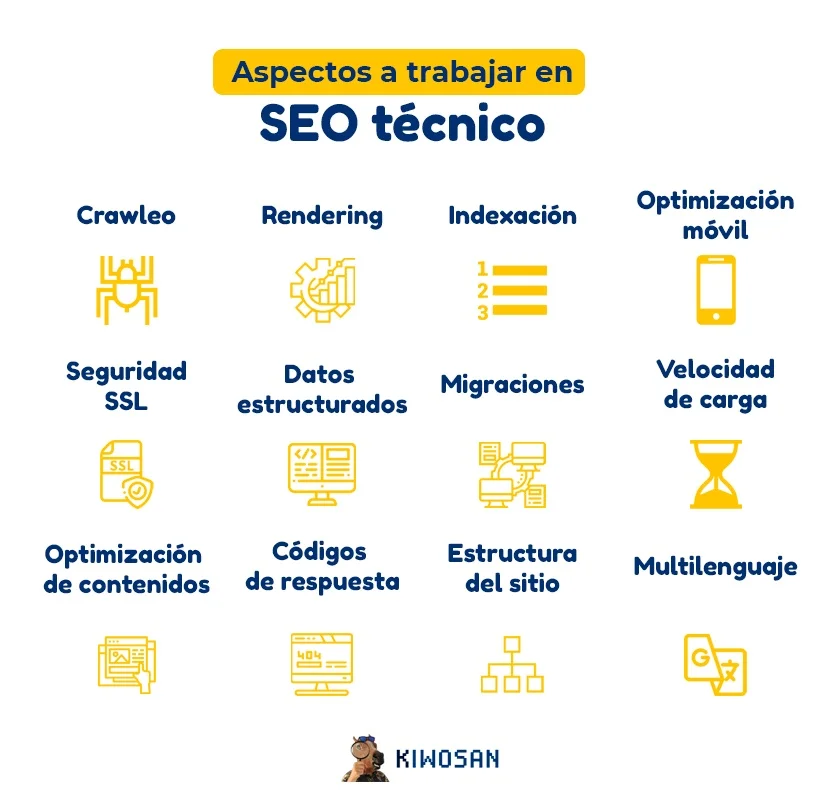 Aspectos a trabajar en
SEO técnico
Crawleo
Rendering
Indexación
Optimización
móvil
1
2
3
Seguridad
SSL
Datos
estructurados
Migraciones
Velocidad
de carga
SSL
</>
Optimización
de contenidos
Códigos
de respuesta
Estructura
del sitio
Multilenguaje
404
G
文
KIWOSAN